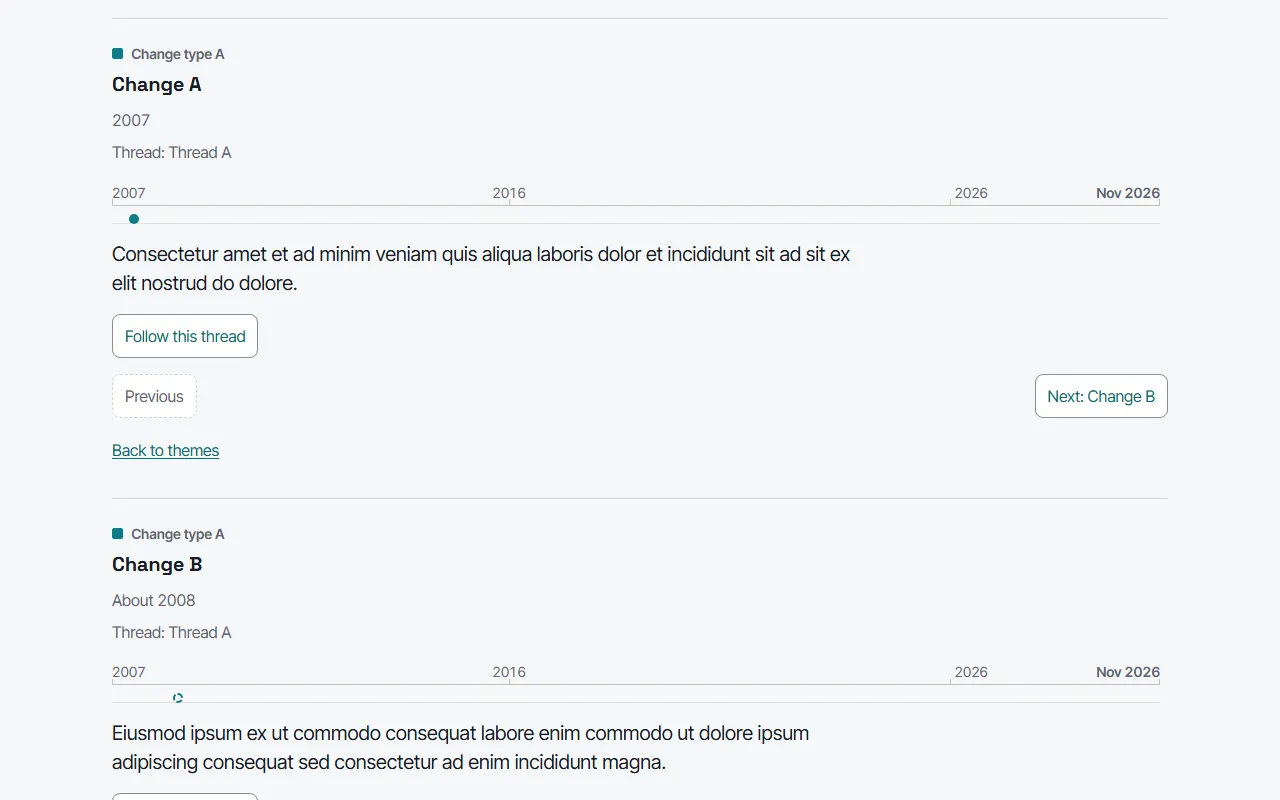 Change type A
Change A
2007
Thread: Thread A
2007 2016 2026 Nov 2026
Consectetur amet et ad minim veniam quis aliqua laboris dolor et incididunt sit ad sit ex
elit nostrud do dolore.
Follow this thread
Previous Next: Change B
Back to themes
Change type A
Change B
About 2008
Thread: Thread A
2007 2016 2026 Nov 2026
Eiusmod ipsum ex ut commodo consequat labore enim commodo ut dolore ipsum
adipiscing consequat sed consectetur ad enim incididunt magna.